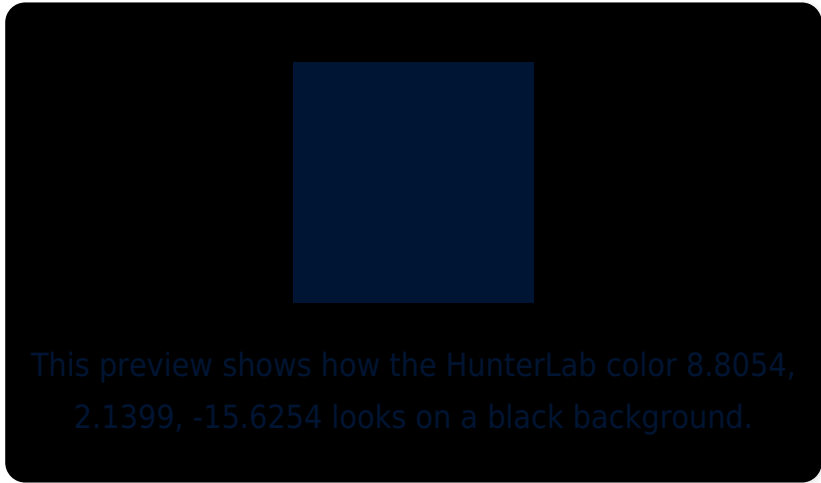 This preview shows how the HunterLab color 8.8054,
2.1399, -15.6254 looks on a black background.